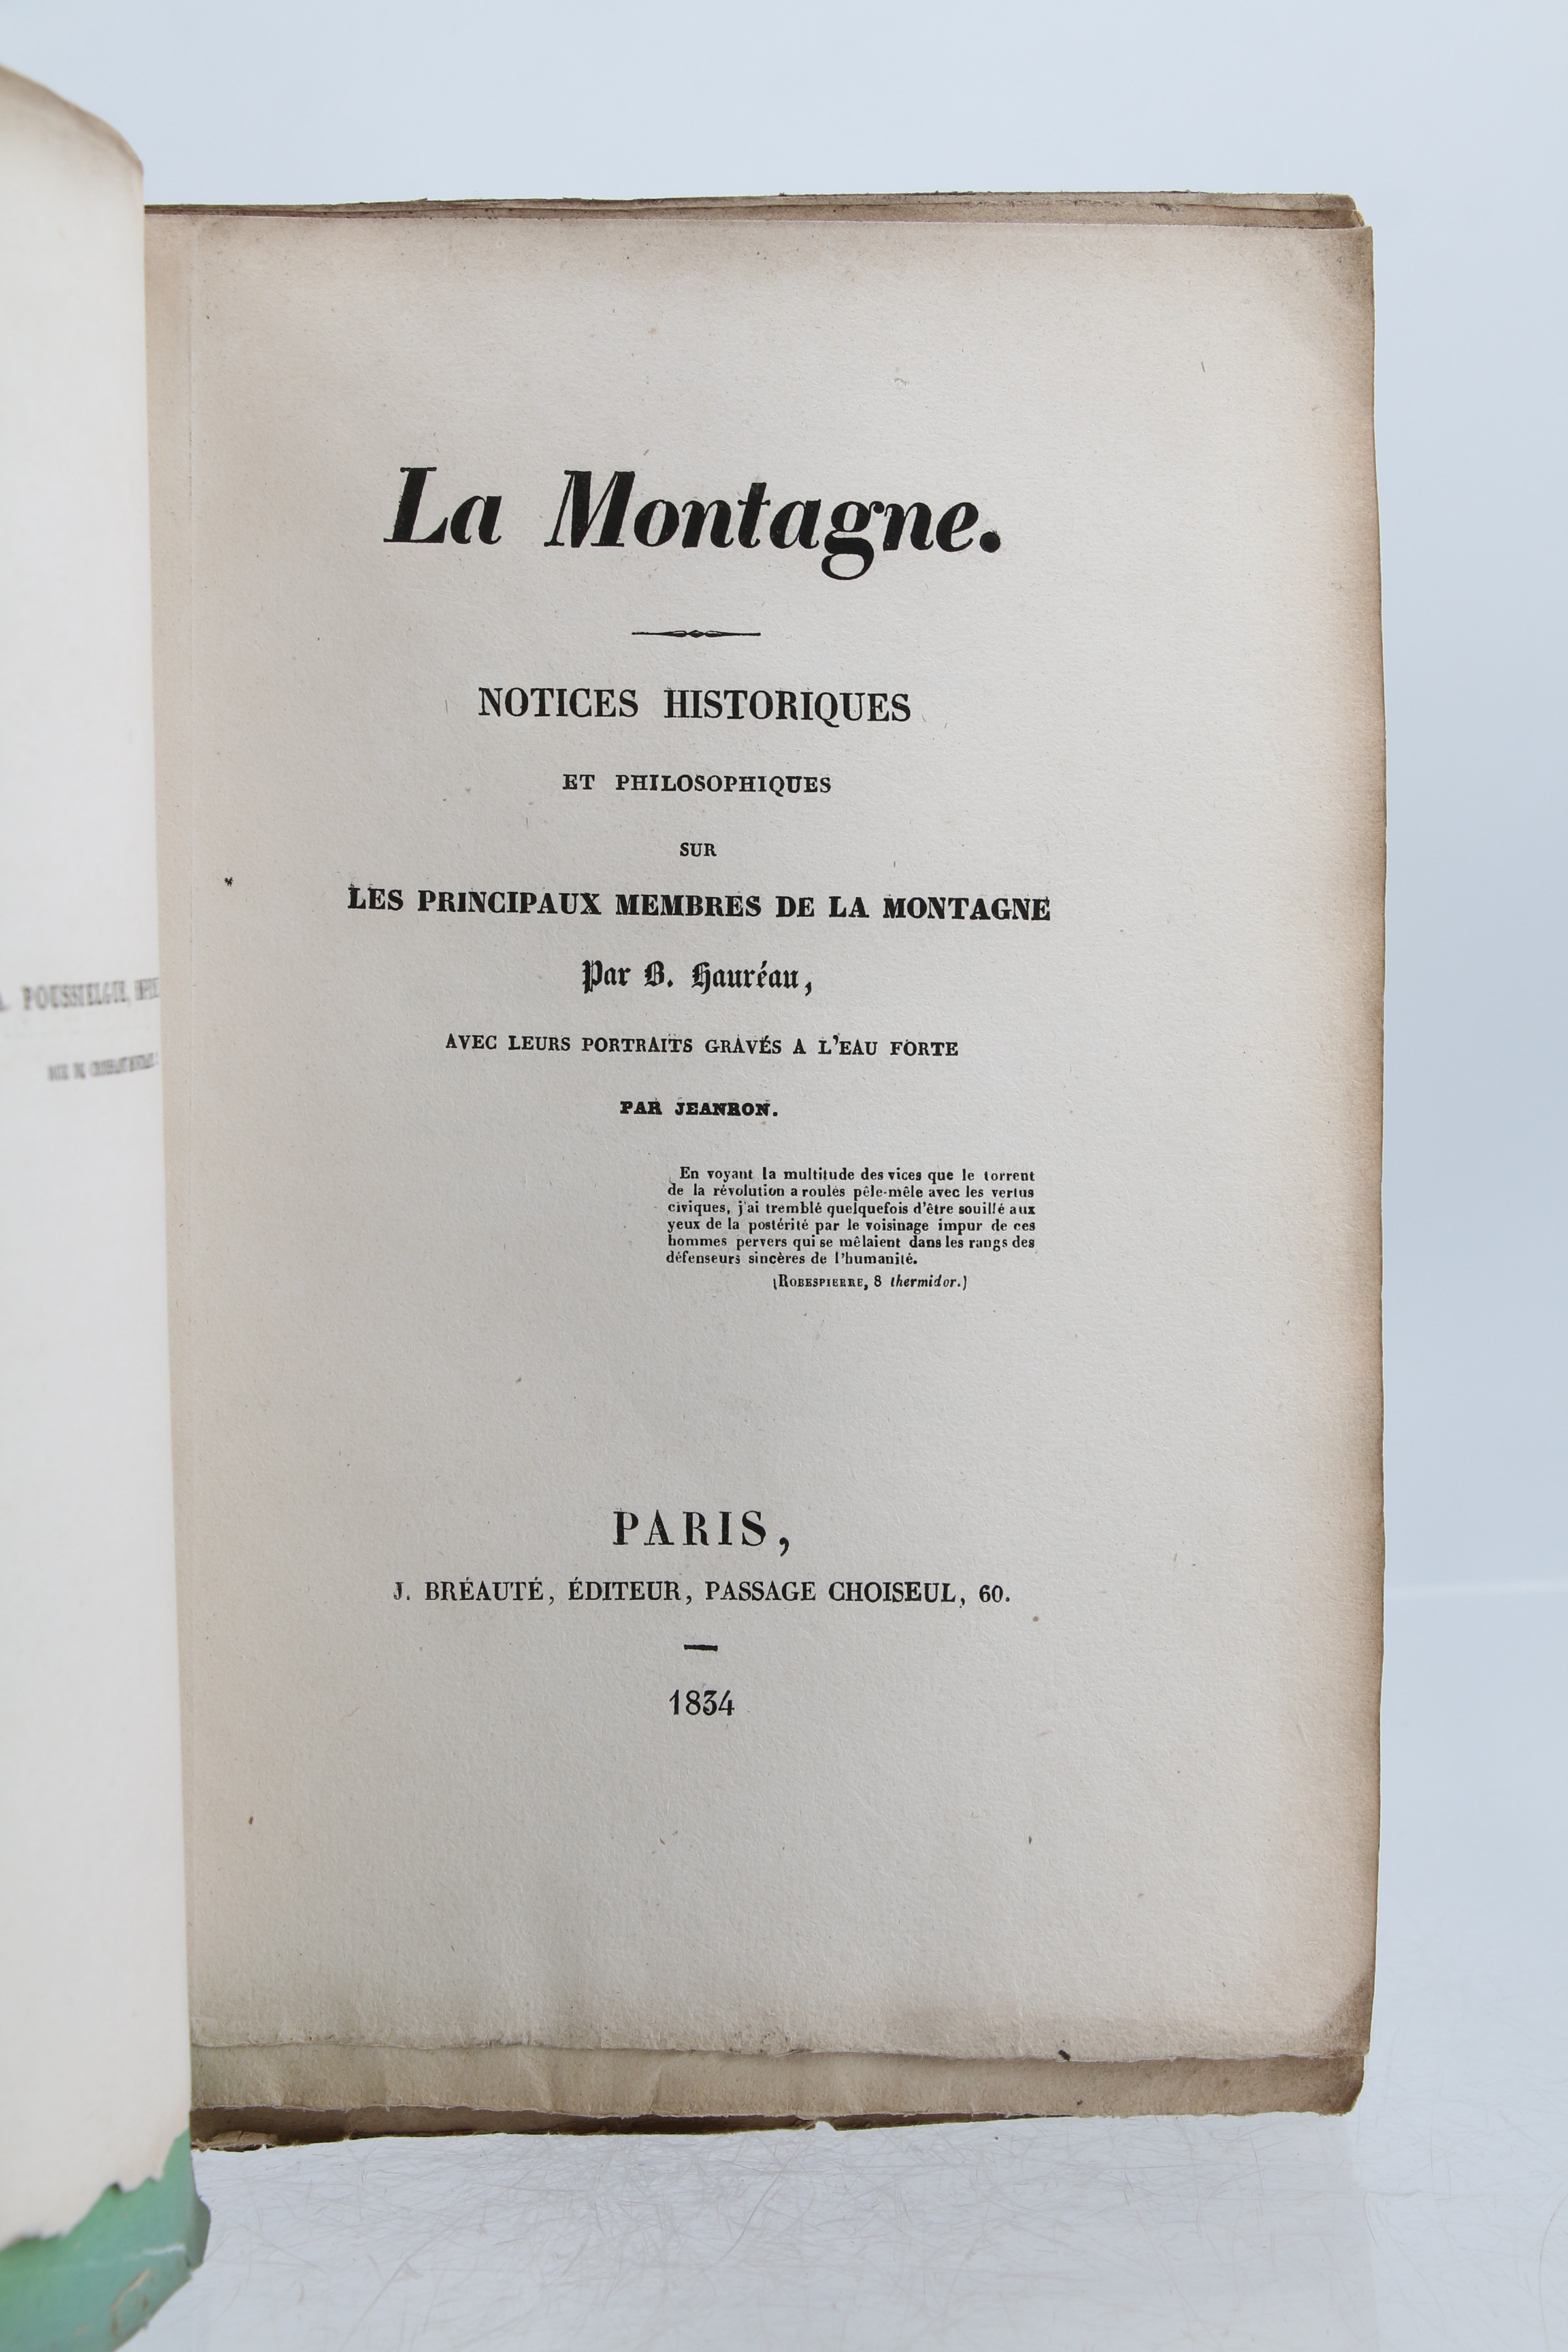 POUSSIELGUE,
La Montagne.
NOTICES HISTORIQUES
ET PHILOSOPHIQUES
SUR
LES PRINCIPAUX MEMBRES DE LA MONTAGNE
Par B. Hauréau,
AVEC LEURS PORTRAITS GRAVÉS A L'EAU FORTE
PAR JEANRON.
En voyant la multitude des vices que le torrent
de la révolution a roulés pêle-mêle avec les vertus
civiques, j'ai tremblé quelquefois d'être souillé aux
yeux de la postérité par le voisinage impur de ces
hommes pervers qui se mêlaient dans les rangs des
défenseurs sincères de l'humanité.
(ROBESPIERRE, 8 thermidor.)
PARIS,
J. BRÉAUTÉ, ÉDITEUR, PASSAGE CHOISEUL, 60.
1834